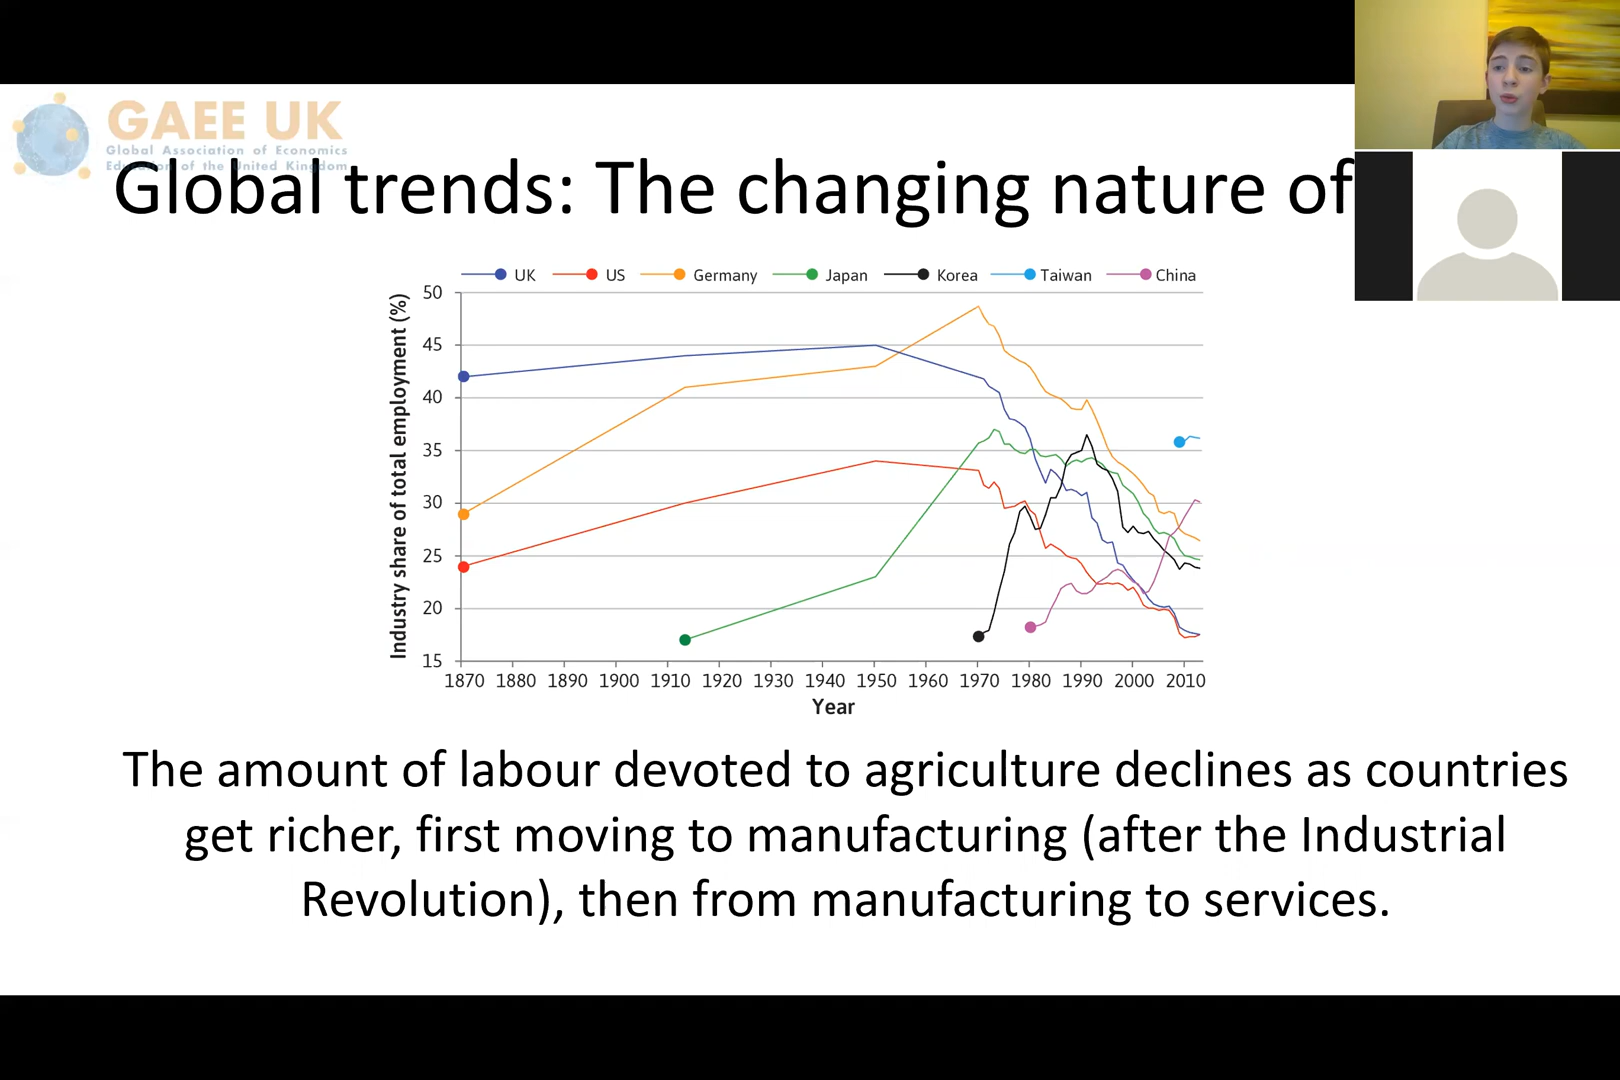 GAEE UK
Global Association of Economics
Education of the United Kingdom
Global trends: The changing nature of
UK US Germany Japan Korea Taiwan China
Industry share of total employment (%)
50
45
40
35
30
25
20
15
1870 1880 1890 1900 1910 1920 1930 1940 1950 1960 1970 1980 1990 2000 2010
Year
The amount of labour devoted to agriculture declines as countries
get richer, first moving to manufacturing (after the Industrial
Revolution), then from manufacturing to services.